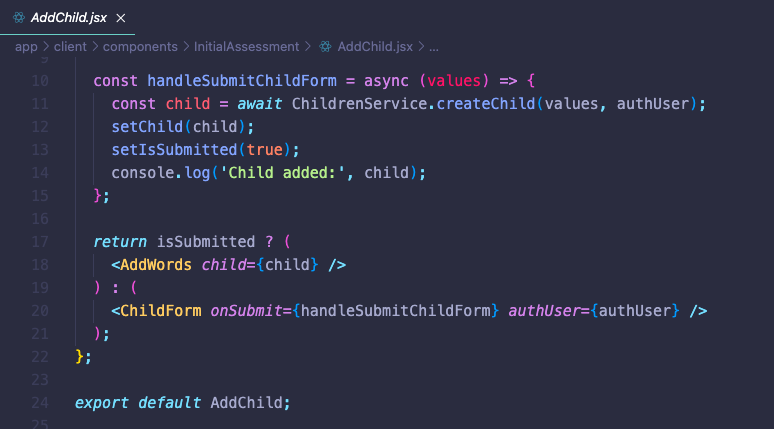 AddChild.jsx ×
app > client > components > InitialAssessment > AddChild.jsx > ...
9
10 const handleSubmitChildForm = async (values) => {
11 const child = await ChildrenService.createChild(values, authUser);
12 setChild(child);
13 setIsSubmitted(true);
14 console.log('Child added:', child);
15 };
16
17 return isSubmitted ? (
18 <AddWords child={child} />
19 ) : (
20 <ChildForm onSubmit={handleSubmitChildForm} authUser={authUser} />
21 );
22 };
23
24 export default AddChild;
25